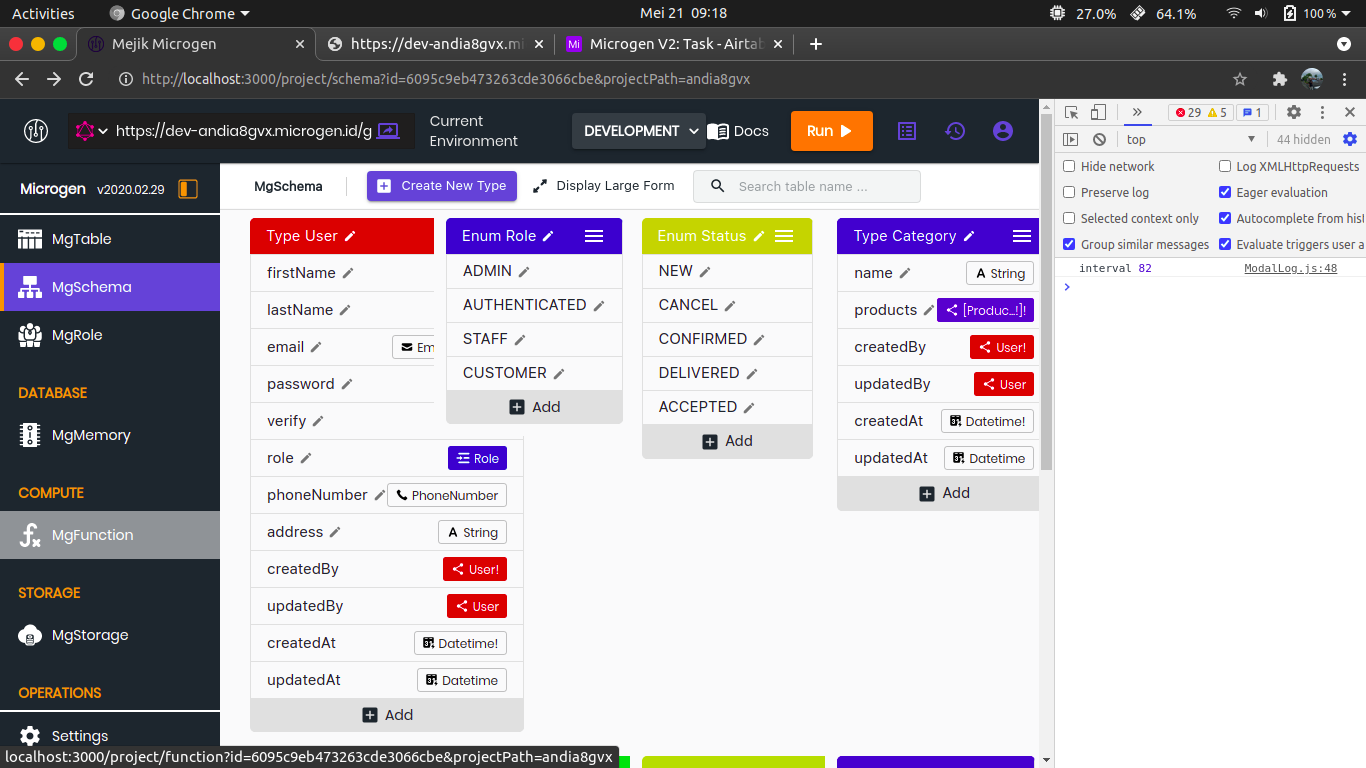 Activities
Google Chrome
Mei 21 09:18
27.0%
64.1%
100 %
Mejik Microgen
https://dev-andia8gvx.mi
Mi
Microgen V2: Task - Airtab
http://localhost:3000/project/schema?id=6095c9eb473263cde3066cbe&projectPath=andia8gvx
https://dev-andia8gvx.microgen.id/g
Current
Environment
DEVELOPMENT
Docs
Run
Microgen v2020.02.29
MgTable
MgSchema
MgRole
DATABASE
MgMemory
COMPUTE
MgFunction
STORAGE
MgStorage
OPERATIONS
Settings
MgSchema
Create New Type
Display Large Form
Search table name ...
Type User
firstName
lastName
email
Em
password
verify
role
Role
phoneNumber
PhoneNumber
address
A String
createdBy
User!
updatedBy
User
createdAt
Datetime!
updatedAt
Datetime
Add
Enum Role
ADMIN
AUTHENTICATED
STAFF
CUSTOMER
Add
Enum Status
NEW
CANCEL
CONFIRMED
DELIVERED
ACCEPTED
Add
Type Category
name
A String
products
[Produc...!]!
createdBy
User!
updatedBy
User
createdAt
Datetime!
updatedAt
Datetime
Add
29
5
1
top
44 hidden
Hide network
Log XMLHttpRequests
Preserve log
Eager evaluation
Selected context only
Autocomplete from his
Group similar messages
Evaluate triggers user a
interval 82
ModalLog.js:48
localhost:3000/project/function?id=6095c9eb473263cde3066cbe&projectPath=andia8gvx